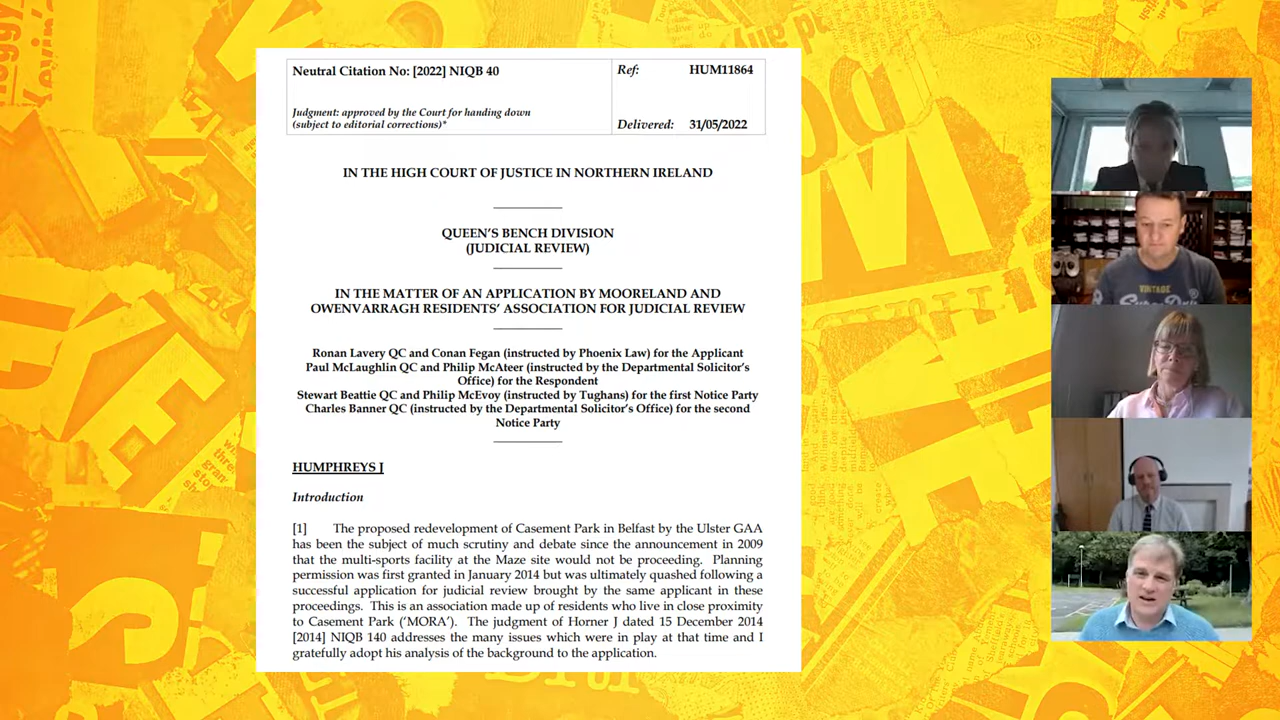 Neutral Citation No: [2022] NIQB 40
Ref: HUM11864
Judgment: approved by the Court for handing down
(subject to editorial corrections)*
Delivered: 31/05/2022
IN THE HIGH COURT OF JUSTICE IN NORTHERN IRELAND
QUEEN'S BENCH DIVISION
(JUDICIAL REVIEW)
IN THE MATTER OF AN APPLICATION BY MOORELAND AND
OWENVARRAGH RESIDENTS' ASSOCIATION FOR JUDICIAL REVIEW
Ronan Lavery QC and Conan Fegan (instructed by Phoenix Law) for the Applicant
Paul McLaughlin QC and Philip McAteer (instructed by the Departmental Solicitor's
Office) for the Respondent
Stewart Beattie QC and Philip McEvoy (instructed by Tughans) for the first Notice Party
Charles Banner QC (instructed by the Departmental Solicitor's Office) for the second
Notice Party
HUMPHREYS J
Introduction
[1] The proposed redevelopment of Casement Park in Belfast by the Ulster GAA
has been the subject of much scrutiny and debate since the announcement in 2009
that the multi-sports facility at the Maze site would not be proceeding. Planning
permission was first granted in January 2014 but was ultimately quashed following a
successful application for judicial review brought by the same applicant in these
proceedings. This is an association made up of residents who live in close proximity
to Casement Park ('MORA'). The judgment of Horner J dated 15 December 2014
[2014] NIQB 140 addresses the many issues which were in play at that time and I
gratefully adopt his analysis of the background to the application.
VINTAGE